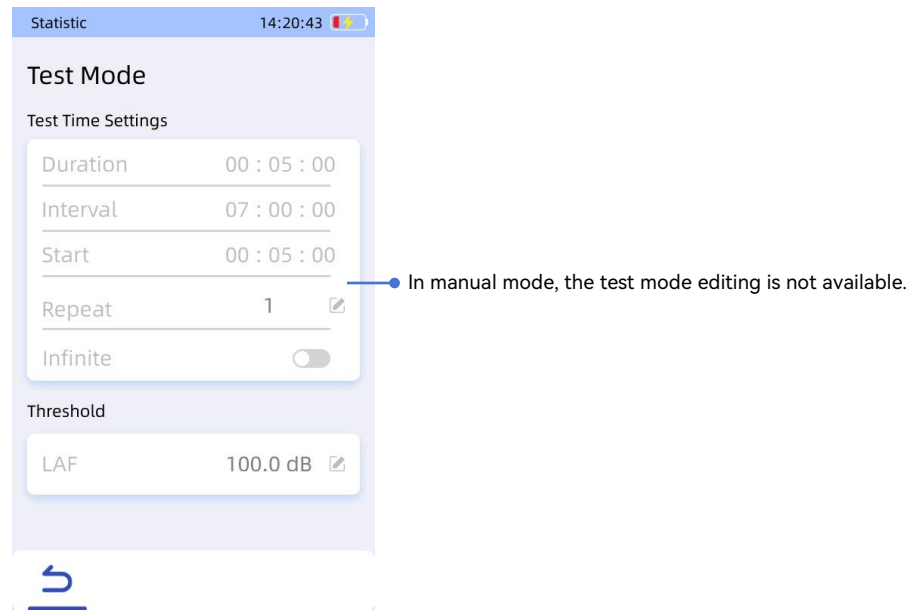 Statistic 14:20:43
Test Mode
Test Time Settings
Duration 00 : 05 : 00
Interval 07 : 00 : 00
Start 00 : 05 : 00
In manual mode, the test mode editing is not available.
Repeat 1
Infinite
Threshold
LAF 100.0 dB